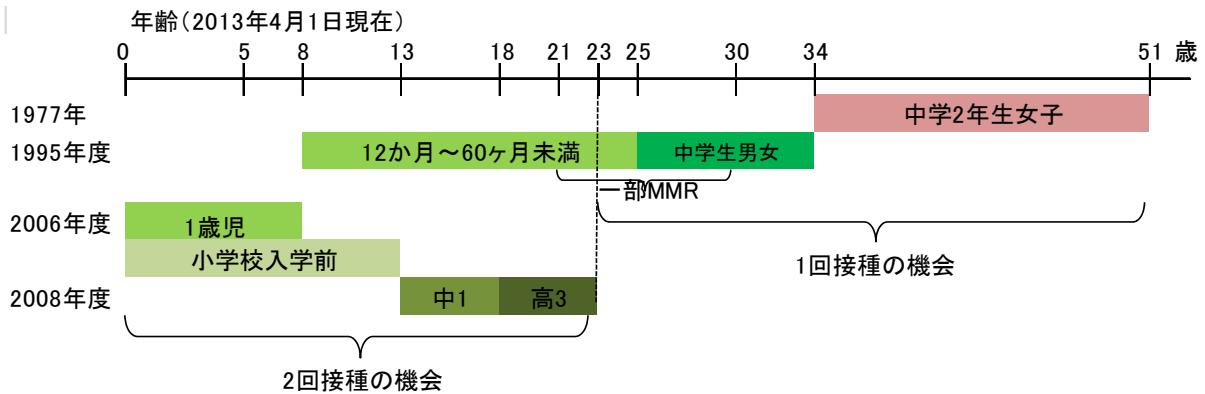 年齢(2013年4月1日現在)
0 5 8 13 18 21 23 25 30 34 51 歳
1977年 中学2年生女子
1995年度 12か月～60ヶ月未満 中学生男女
一部MMR
2006年度 1歳児
小学校入学前
1回接種の機会
2008年度 中1 高3
2回接種の機会